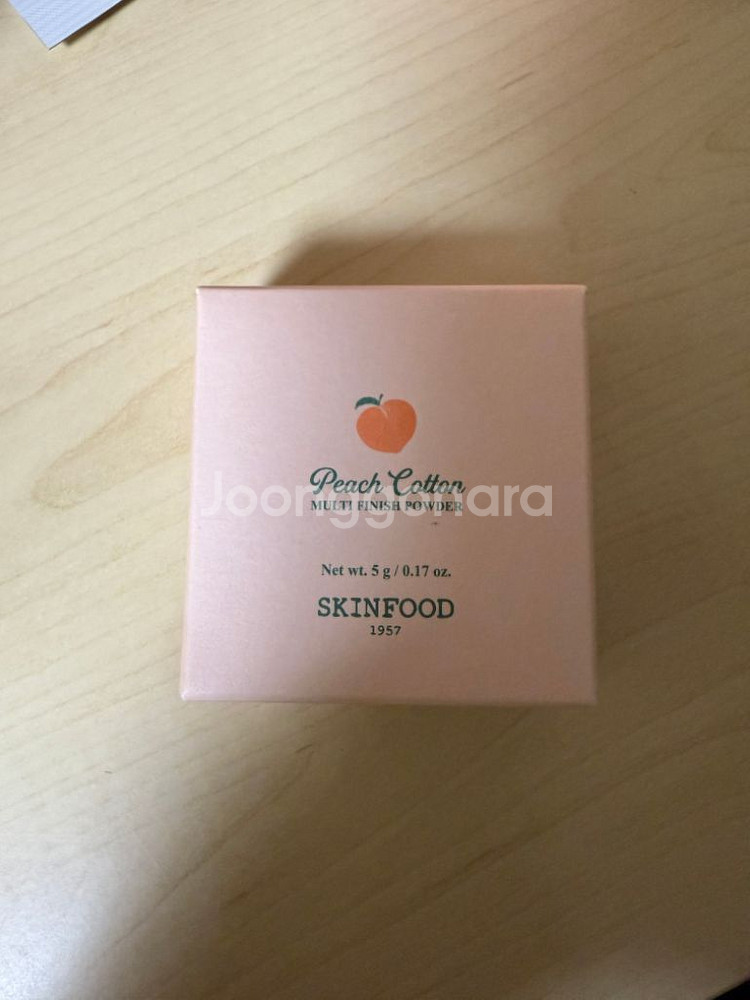 Peach Cotton
Joonggonara
MULTI FINISH POWDER
Net wt. 5 g / 0.17 oz.
SKINFOOD
1957